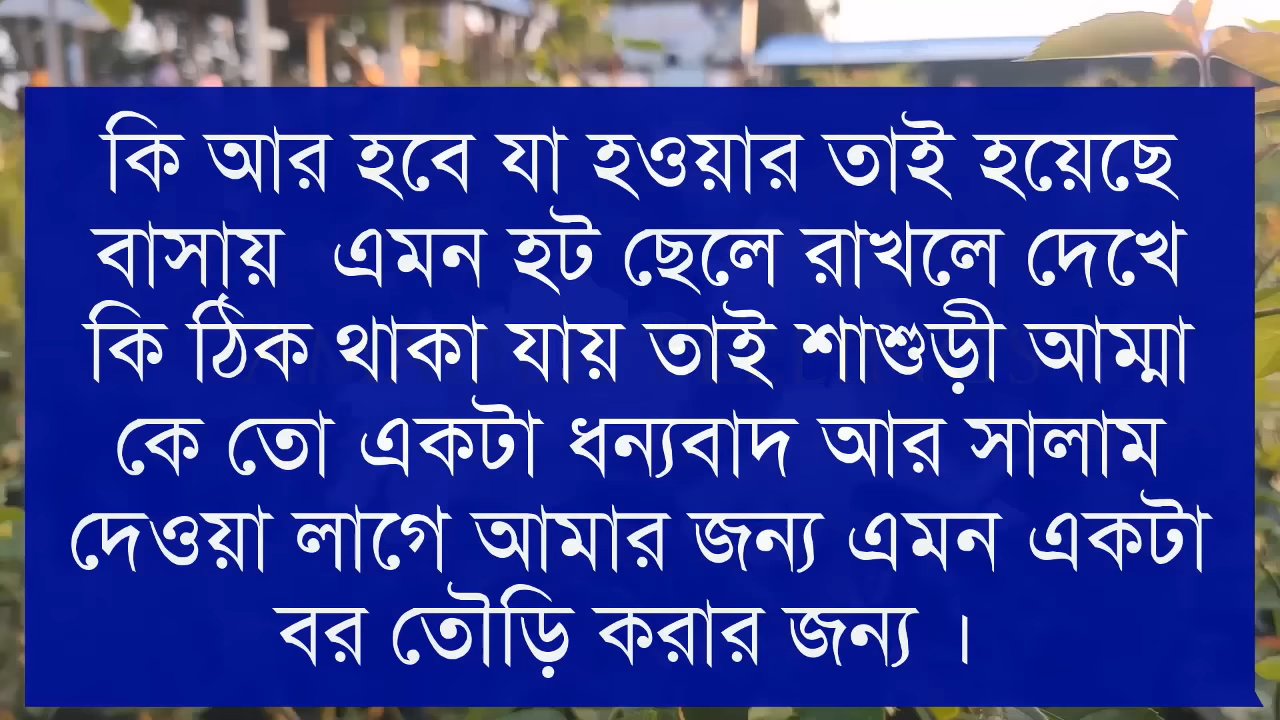 কি আর হবে যা হওয়ার তাই হয়েছে
বাসায় এমন হট ছেলে রাখলে দেখে
কি ঠিক থাকা যায় তাই শাশুড়ী আম্মা
কে তো একটা ধন্যবাদ আর সালাম
দেওয়া লাগে আমার জন্য এমন একটা
বর তৌড়ি করার জন্য ।